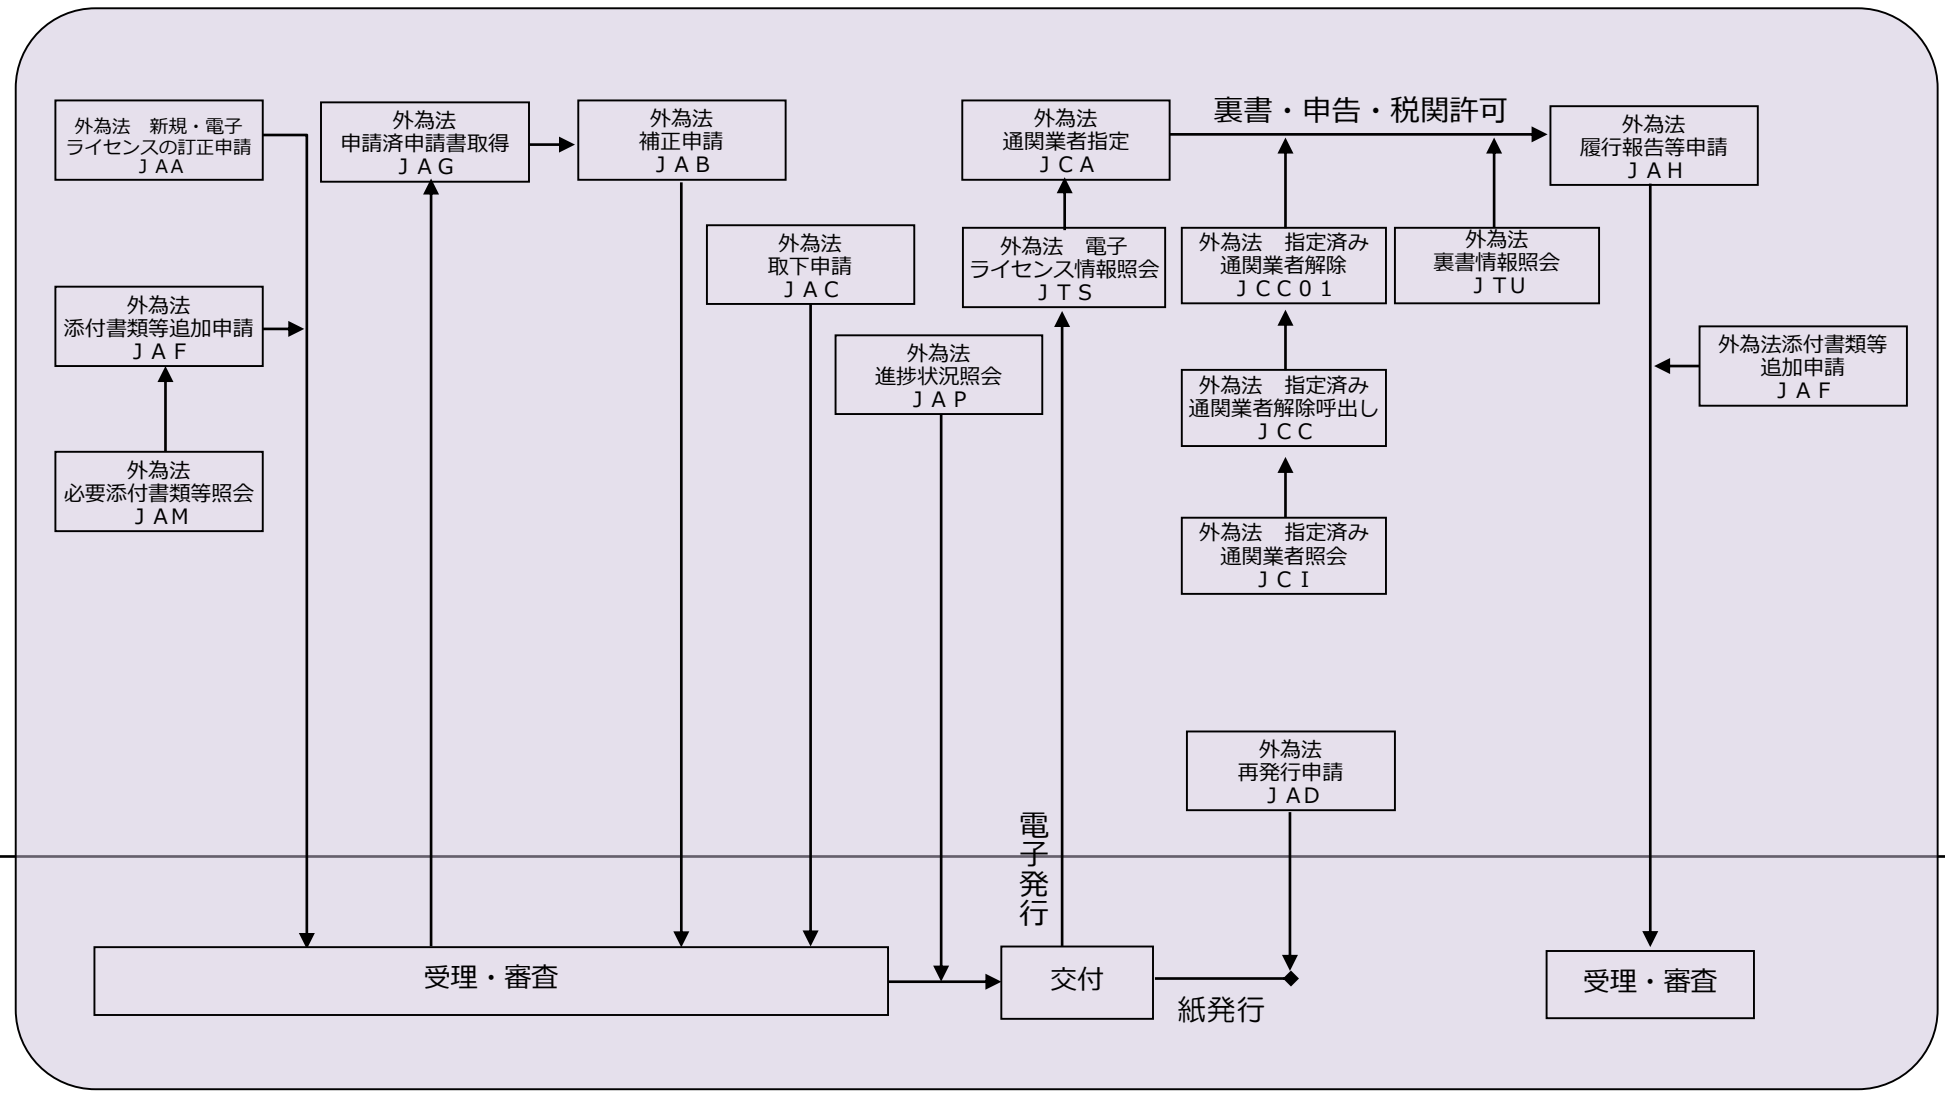 外為法　新規・電子
ライセンスの訂正申請
ＪＡＡ
外為法
申請済申請書取得
ＪＡＧ
外為法
補正申請
ＪＡＢ
外為法
通関業者指定
ＪＣＡ
裏書・申告・税関許可
外為法
履行報告等申請
ＪＡＨ
外為法
取下申請
ＪＡＣ
外為法　電子
ライセンス情報照会
ＪＴＳ
外為法　指定済み
通関業者解除
ＪＣＣ０１
外為法
裏書情報照会
ＪＴＵ
外為法
添付書類等追加申請
ＪＡＦ
外為法
進捗状況照会
ＪＡＰ
外為法　指定済み
通関業者解除呼出し
ＪＣＣ
外為法添付書類等
追加申請
ＪＡＦ
外為法
必要添付書類等照会
ＪＡＭ
外為法　指定済み
通関業者照会
ＪＣＩ
外為法
再発行申請
ＪＡＤ
電子発行
受理・審査
交付
紙発行
受理・審査